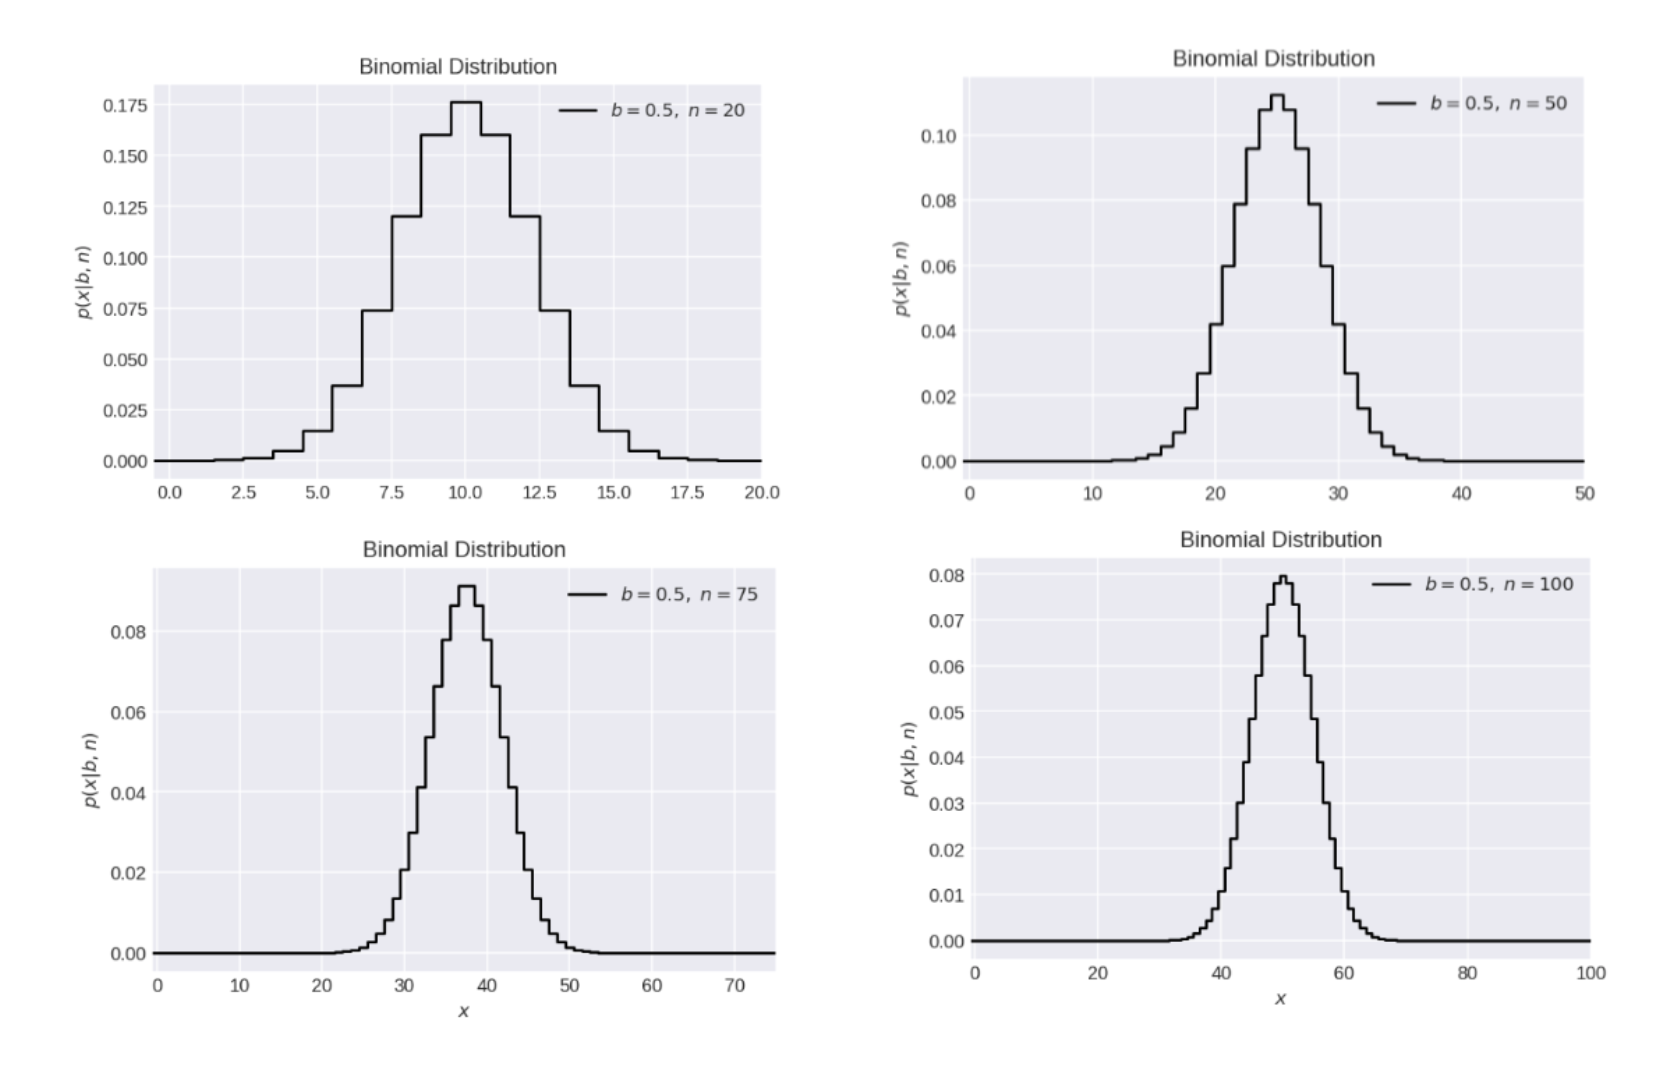 Binomial Distribution
b = 0.5, n = 20
p(x|b, n)
0.175
0.150
0.125
0.100
0.075
0.050
0.025
0.000
0.0 2.5 5.0 7.5 10.0 12.5 15.0 17.5 20.0
Binomial Distribution
b = 0.5, n = 50
p(x|b, n)
0.10
0.08
0.06
0.04
0.02
0.00
0 10 20 30 40 50
Binomial Distribution
b = 0.5, n = 75
p(x|b, n)
0.08
0.06
0.04
0.02
0.00
0 10 20 30 40 50 60 70
x
Binomial Distribution
b = 0.5, n = 100
p(x|b, n)
0.08
0.07
0.06
0.05
0.04
0.03
0.02
0.01
0.00
0 20 40 60 80 100
x